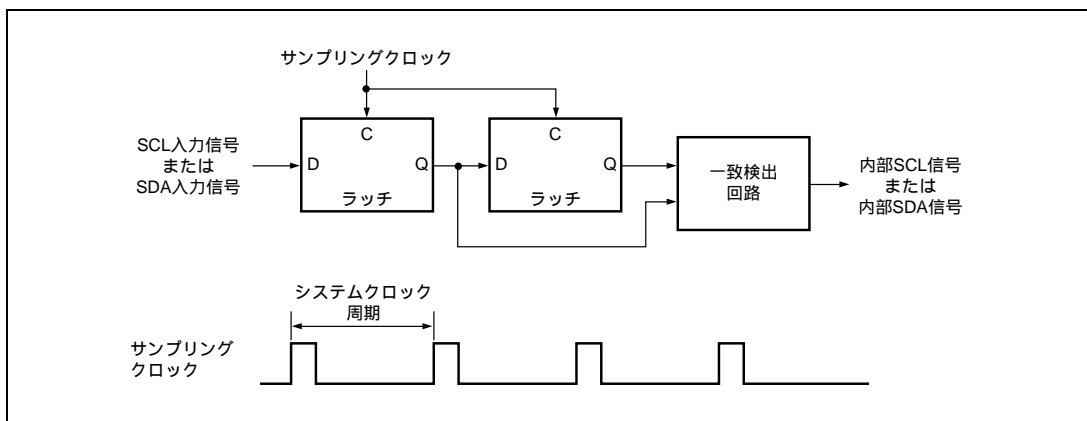 サンプリングクロック
SCL入力信号
または
SDA入力信号
C
D
Q
ラッチ
C
D
Q
ラッチ
一致検出
回路
内部SCL信号
または
内部SDA信号
システムクロック
周期
サンプリング
クロック